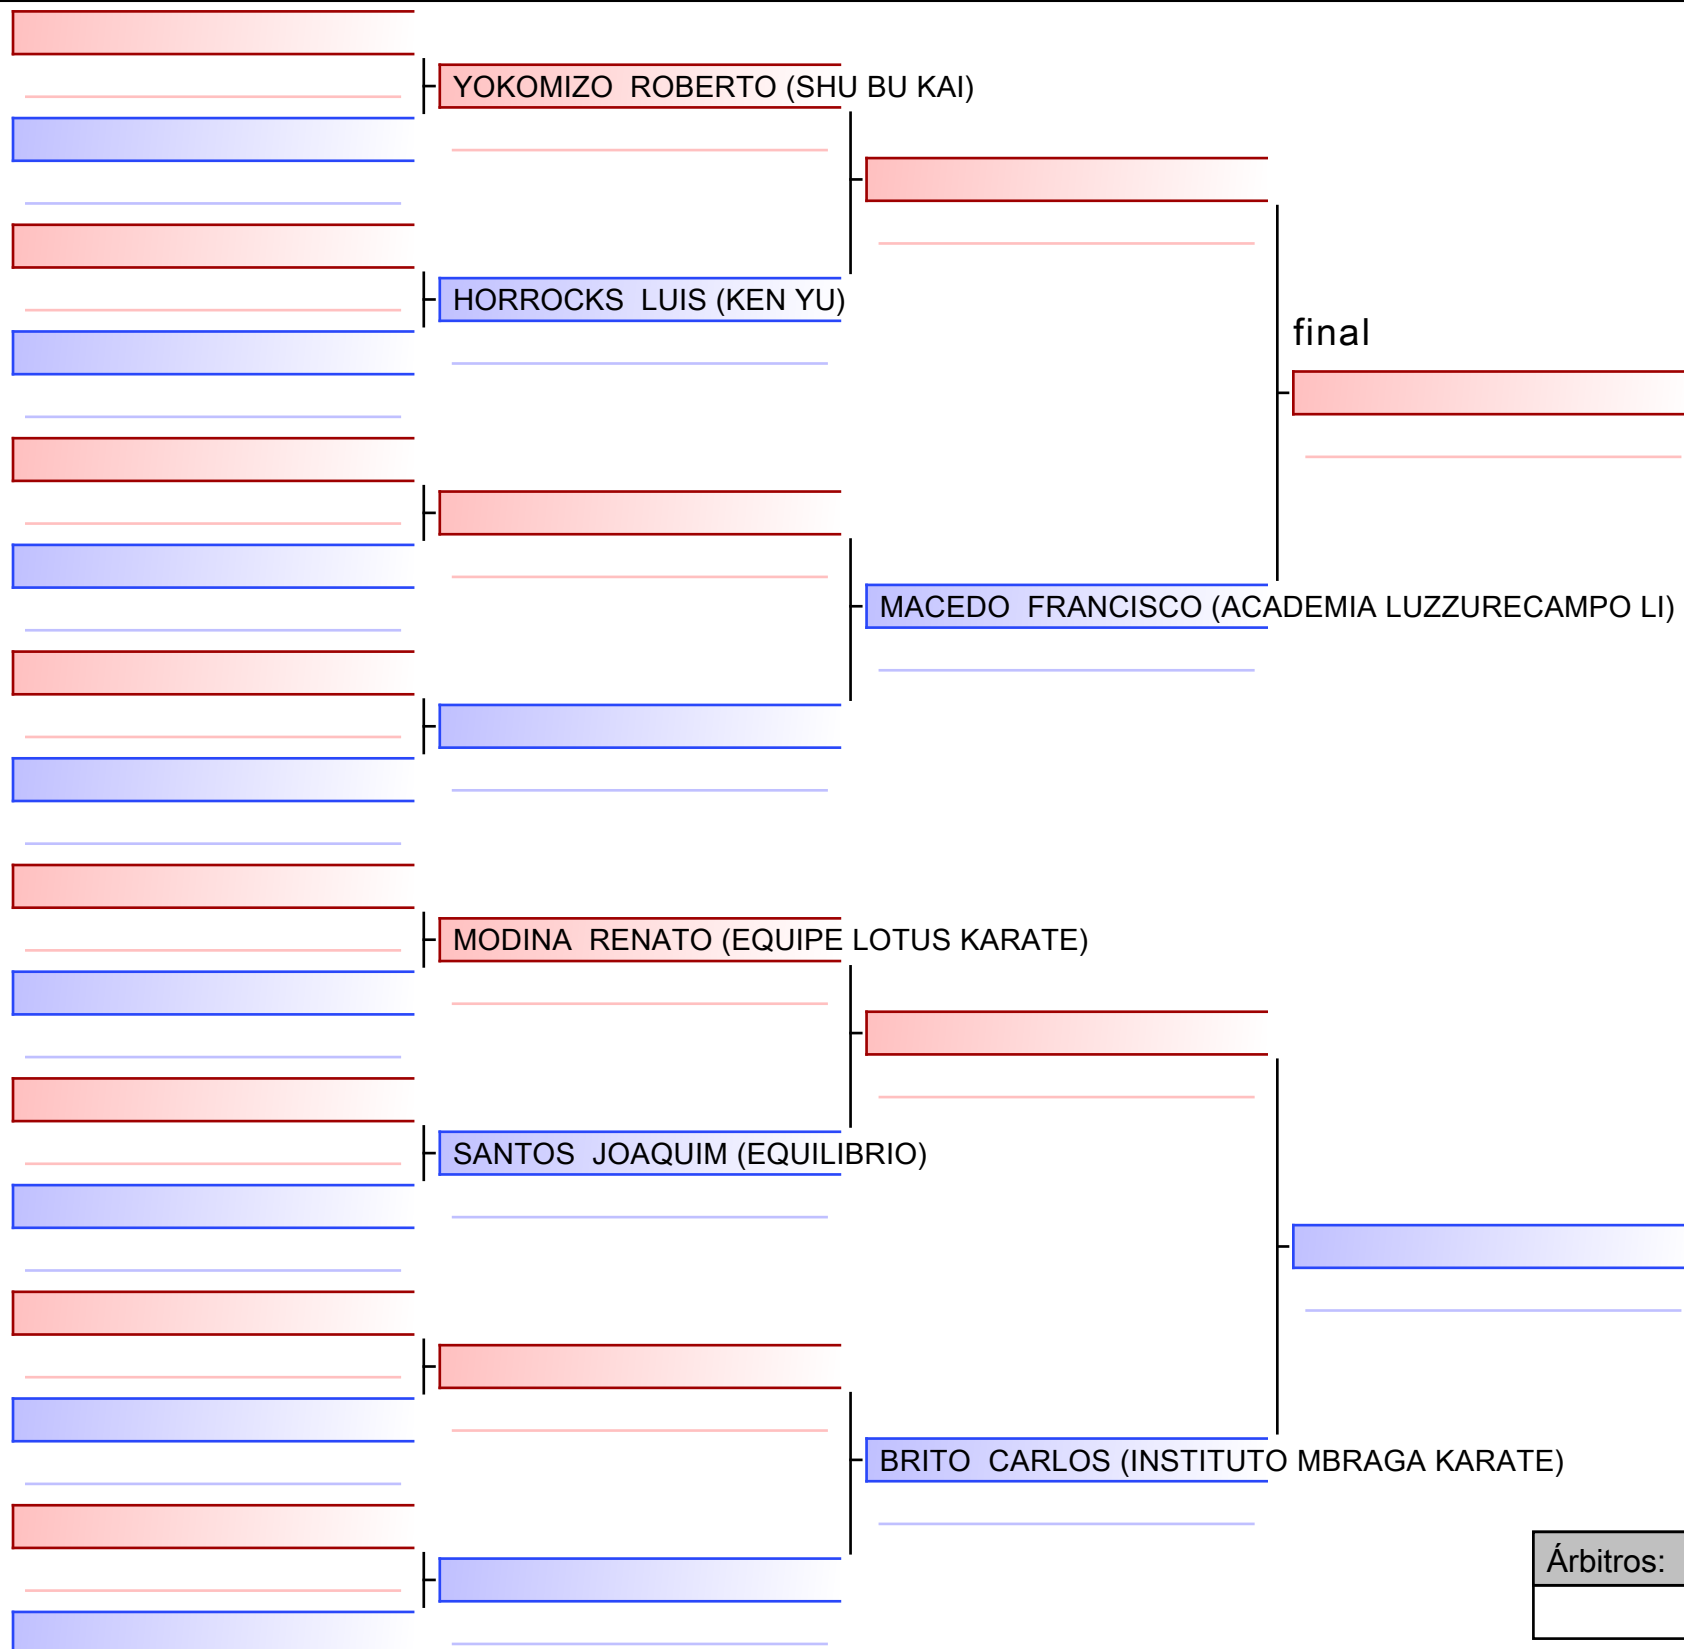 YOKOMIZO  ROBERTO (SHU BU KAI)
HORROCKS  LUIS (KEN YU)
final
MACEDO  FRANCISCO (ACADEMIA LUZZURECAMPO LI)
MODINA  RENATO (EQUIPE LOTUS KARATE)
SANTOS  JOAQUIM (EQUILIBRIO)
BRITO  CARLOS (INSTITUTO MBRAGA KARATE)
Árbitros: